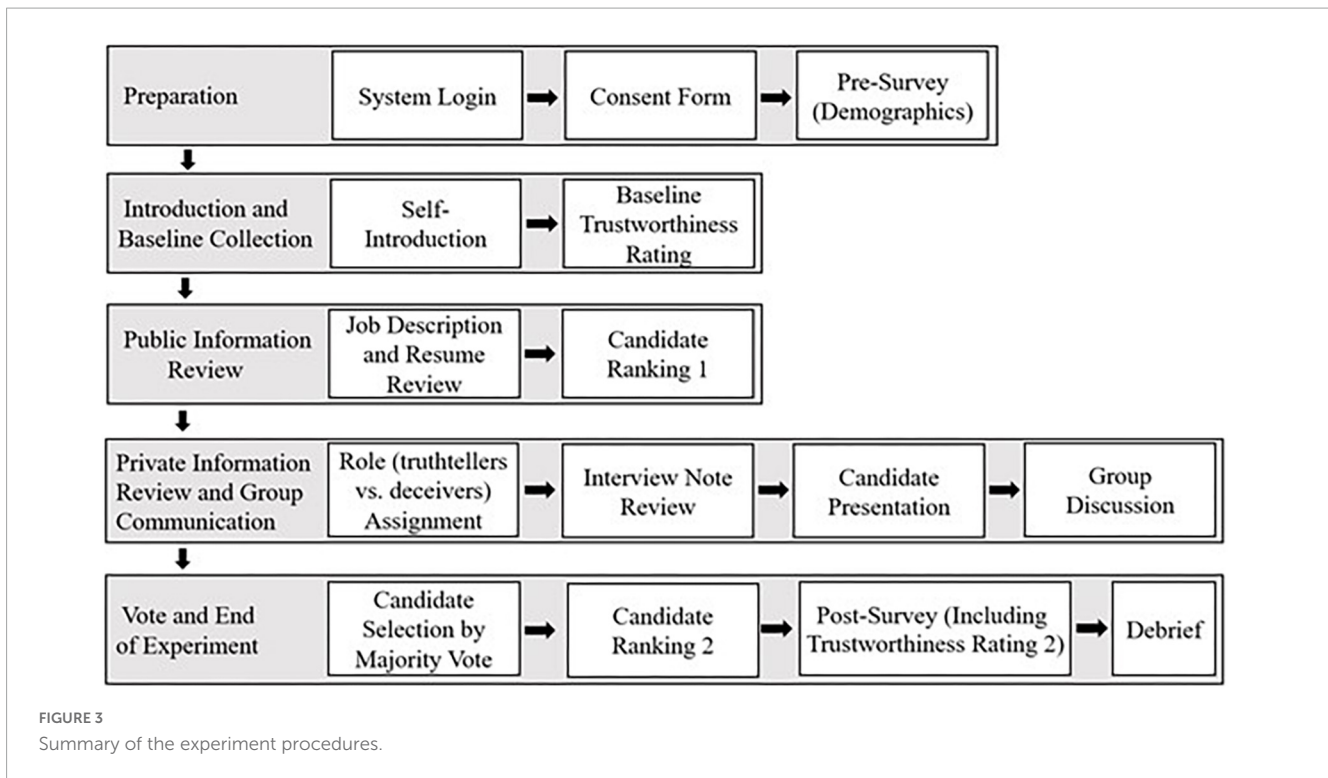 Preparation
System Login
Consent Form
Pre-Survey
(Demographics)
Introduction and
Baseline Collection
Self-
Introduction
Baseline
Trustworthiness
Rating
Public Information
Review
Job Description
and Resume
Review
Candidate
Ranking 1
Private Information
Review and Group
Communication
Role (truthtellers
vs. deceivers)
Assignment
Interview Note
Review
Candidate
Presentation
Group
Discussion
Vote and End
of Experiment
Candidate
Selection by
Majority Vote
Candidate
Ranking 2
Post-Survey (Including
Trustworthiness Rating 2)
Debrief
FIGURE 3
Summary of the experiment procedures.